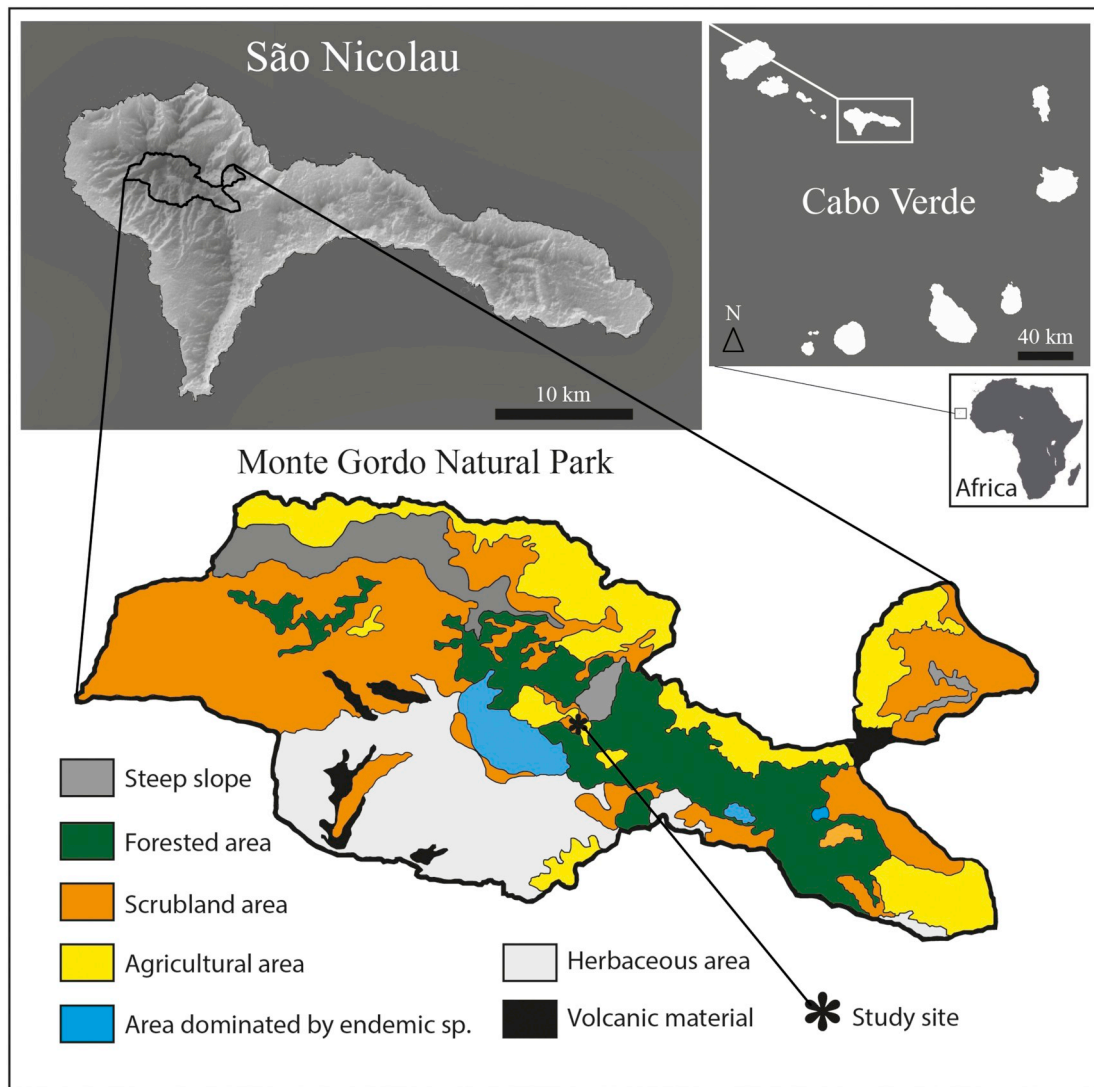 São Nicolau
10 km
Cabo Verde
N
40 km
Africa
Monte Gordo Natural Park
Steep slope
Forested area
Scrubland area
Agricultural area
Area dominated by endemic sp.
Herbaceous area
Volcanic material
Study site